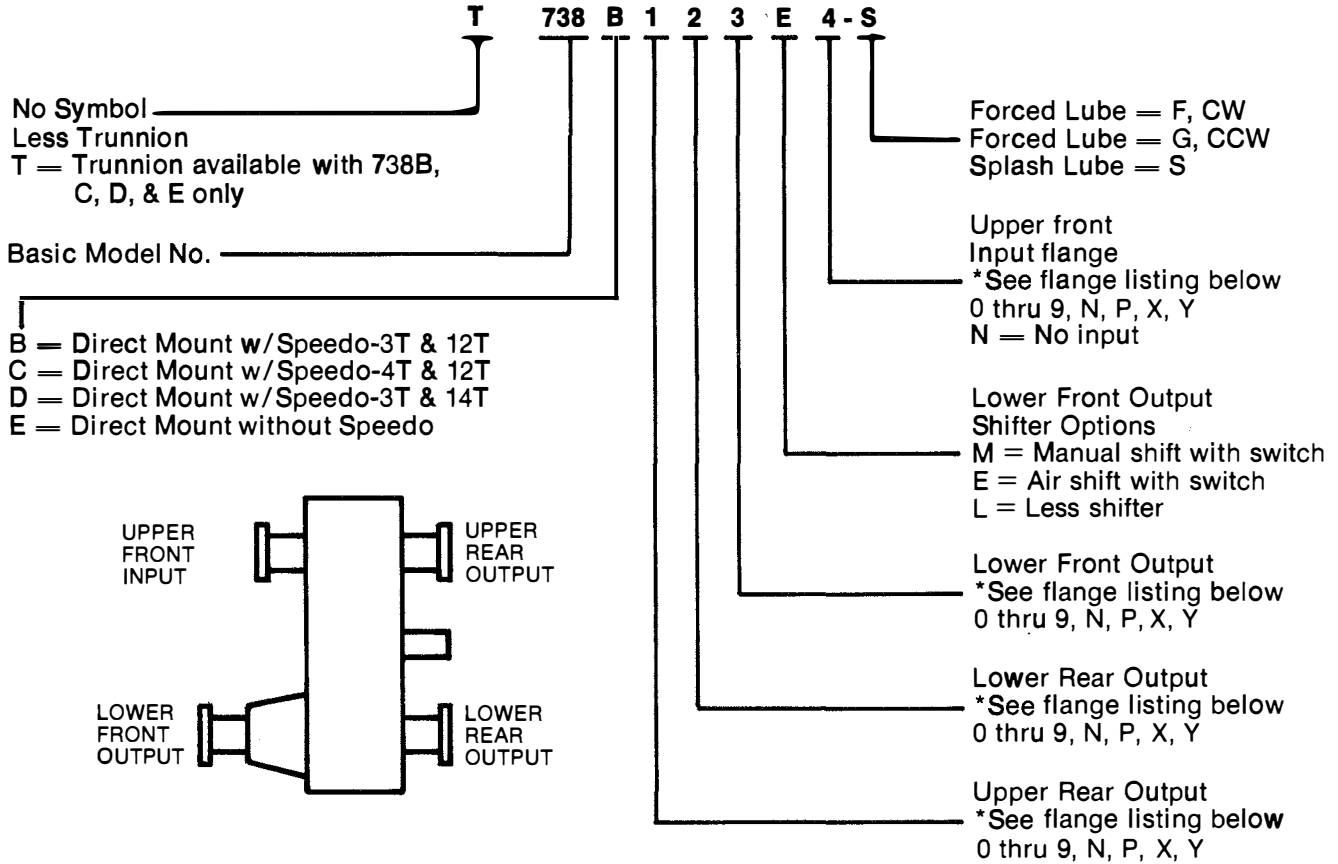 T 738 B 1 2 3 E 4 - S
No Symbol
Less Trunnion
T = Trunnion available with 738B,
C, D, & E only
Basic Model No.
B = Direct Mount w/Speedo-3T & 12T
C = Direct Mount w/Speedo-4T & 12T
D = Direct Mount w/Speedo-3T & 14T
E = Direct Mount without Speedo
Forced Lube = F, CW
Forced Lube = G, CCW
Splash Lube = S
Upper front
Input flange
*See flange listing below
0 thru 9, N, P, X, Y
N = No input
Lower Front Output
Shifter Options
M = Manual shift with switch
E = Air shift with switch
L = Less shifter
Lower Front Output
*See flange listing below
0 thru 9, N, P, X, Y
Lower Rear Output
*See flange listing below
0 thru 9, N, P, X, Y
Upper Rear Output
*See flange listing below
0 thru 9, N, P, X, Y
UPPER
FRONT
INPUT
UPPER
REAR
OUTPUT
LOWER
FRONT
OUTPUT
LOWER
REAR
OUTPUT